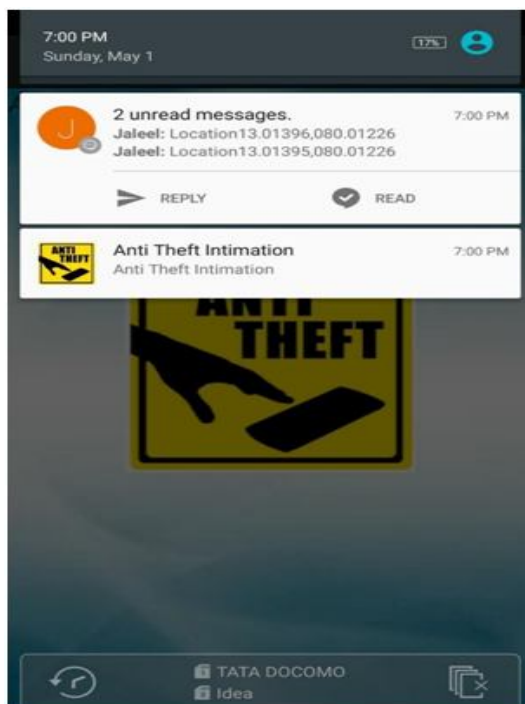 7:00 PM
Sunday, May 1
17%
J
2 unread messages.
7:00 PM
Jaleel: Location13.01396,080.01226
Jaleel: Location13.01395,080.01226
REPLY
READ
ANTI
THEFT
Anti Theft Intimation
7:00 PM
Anti Theft Intimation
ANTI
THEFT
TATA DOCOMO
Idea